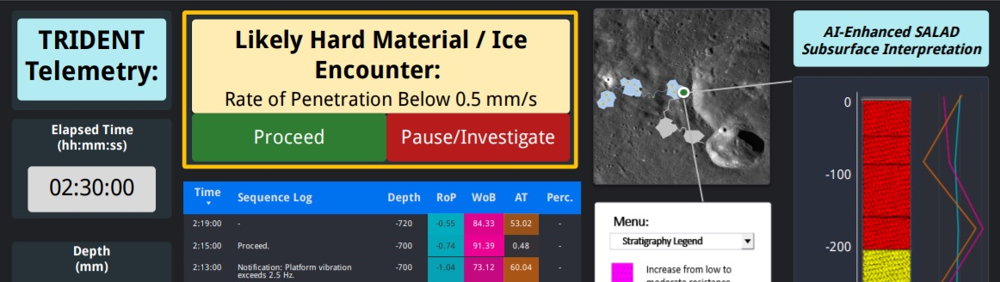 TRIDENT
Telemetry:
Elapsed Time
(hh:mm:ss)
02:30:00
Depth
(mm)
Likely Hard Material / Ice
Encounter:
Rate of Penetration Below 0.5 mm/s
Proceed
Pause/Investigate
Time Sequence Log Depth RoP WoB AT Perc.
2:19:00 - -720 -0.55 84.33 53.02 -
2:15:00 Proceed. -700 -0.74 91.39 0.48 -
2:13:00 Notification: Platform vibration -700 -1.04 73.12 60.04 -
exceeds 2.5 Hz.
Menu:
Stratigraphy Legend
Increase from low to
moderate resistance
AI-Enhanced SALAD
Subsurface Interpretation
0
-100
-200